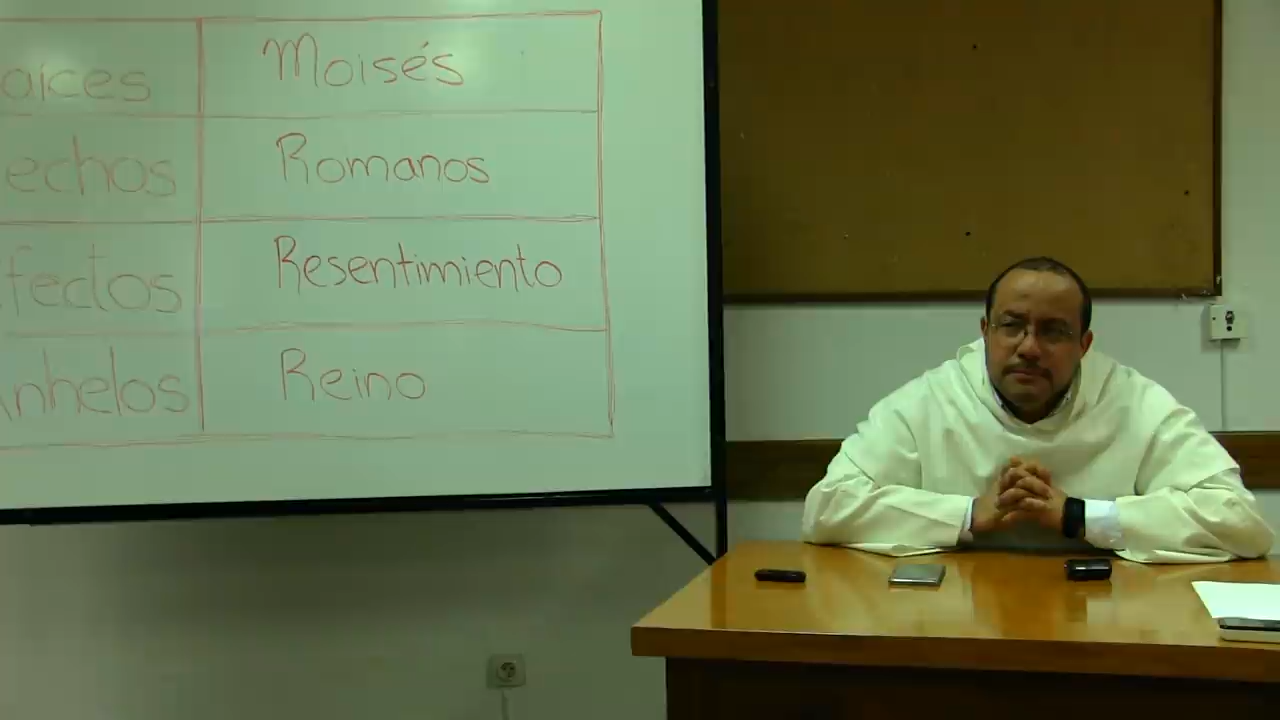 aices Moisés
echos Romanos
fectos Resentimiento
nhelos Reino